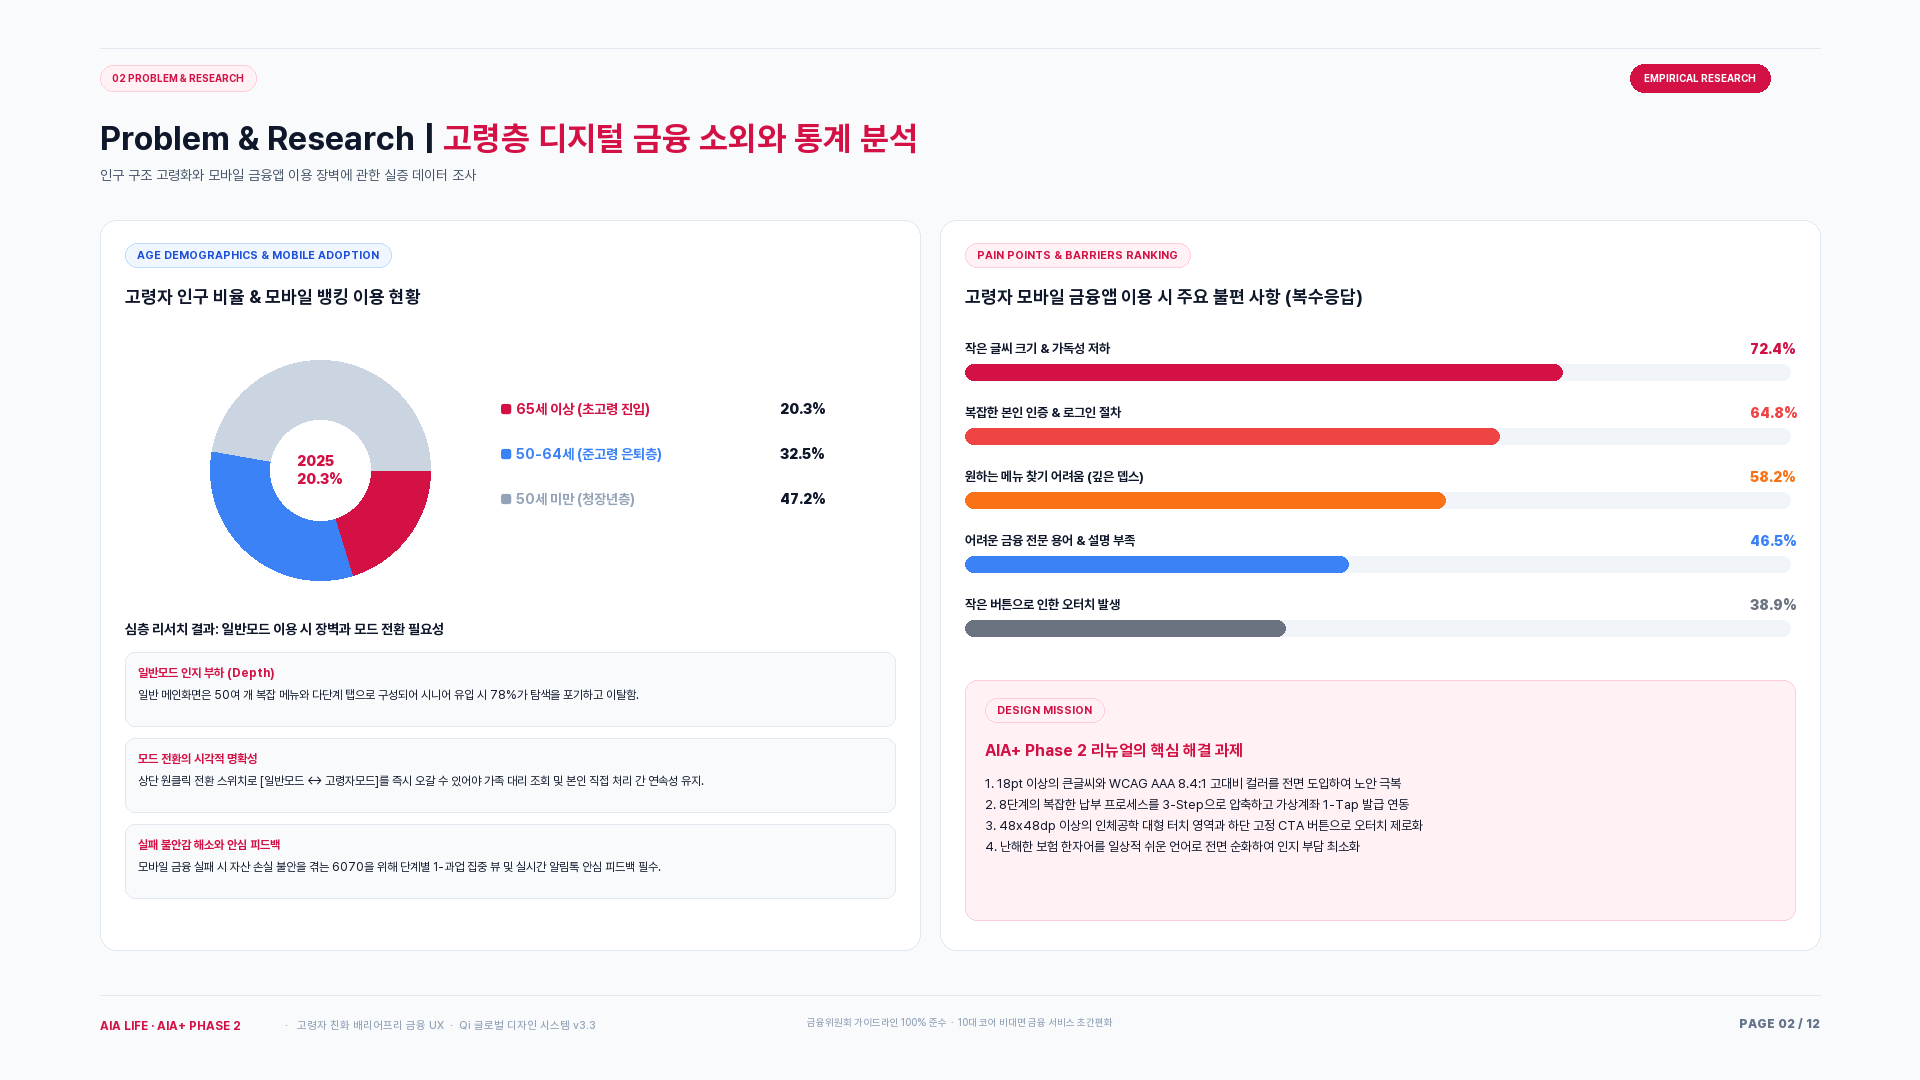 02 PROBLEM & RESEARCH
EMPIRICAL RESEARCH
Problem & Research | 고령층 디지털 금융 소외와 통계 분석
인구 구조 고령화와 모바일 금융앱 이용 장벽에 관한 실증 데이터 조사
AGE DEMOGRAPHICS & MOBILE ADOPTION
고령자 인구 비율 & 모바일 뱅킹 이용 현황
2025
20.3%
65세 이상 (초고령 진입) 20.3%
50-64세 (준고령 은퇴층) 32.5%
50세 미만 (청장년층) 47.2%
심층 리서치 결과: 일반모드 이용 시 장벽과 모드 전환 필요성
일반모드 인지 부하 (Depth)
일반 메인화면은 50여 개 복잡 메뉴와 다단계 탭으로 구성되어 시니어 유입 시 78%가 탐색을 포기하고 이탈함.
모드 전환의 시각적 명확성
상단 원클릭 전환 스위치로 [일반모드 ↔ 고령자모드]를 즉시 오갈 수 있어야 가족 대리 조회 및 본인 직접 처리 간 연속성 유지.
실패 불안감 해소와 안심 피드백
모바일 금융 실패 시 자산 손실 불안을 겪는 6070을 위해 단계별 1-과업 집중 뷰 및 실시간 알림톡 안심 피드백 필수.
PAIN POINTS & BARRIERS RANKING
고령자 모바일 금융앱 이용 시 주요 불편 사항 (복수응답)
작은 글씨 크기 & 가독성 저하 72.4%
복잡한 본인 인증 & 로그인 절차 64.8%
원하는 메뉴 찾기 어려움 (깊은 뎁스) 58.2%
어려운 금융 전문 용어 & 설명 부족 46.5%
작은 버튼으로 인한 오터치 발생 38.9%
DESIGN MISSION
AIA+ Phase 2 리뉴얼의 핵심 해결 과제
1. 18pt 이상의 큰글씨와 WCAG AAA 8.4:1 고대비 컬러를 전면 도입하여 노안 극복
2. 8단계의 복잡한 납부 프로세스를 3-Step으로 압축하고 가상계좌 1-Tap 발급 연동
3. 48x48dp 이상의 인체공학 대형 터치 영역과 하단 고정 CTA 버튼으로 오터치 제로화
4. 난해한 보험 한자어를 일상적 쉬운 언어로 전면 순화하여 인지 부담 최소화
AIA LIFE · AIA+ PHASE 2 · 고령자 친화 배리어프리 금융 UX · Qi 글로벌 디자인 시스템 v3.3
금융위원회 가이드라인 100% 준수 · 10대 코어 비대면 금융 서비스 초간편화
PAGE 02 / 12